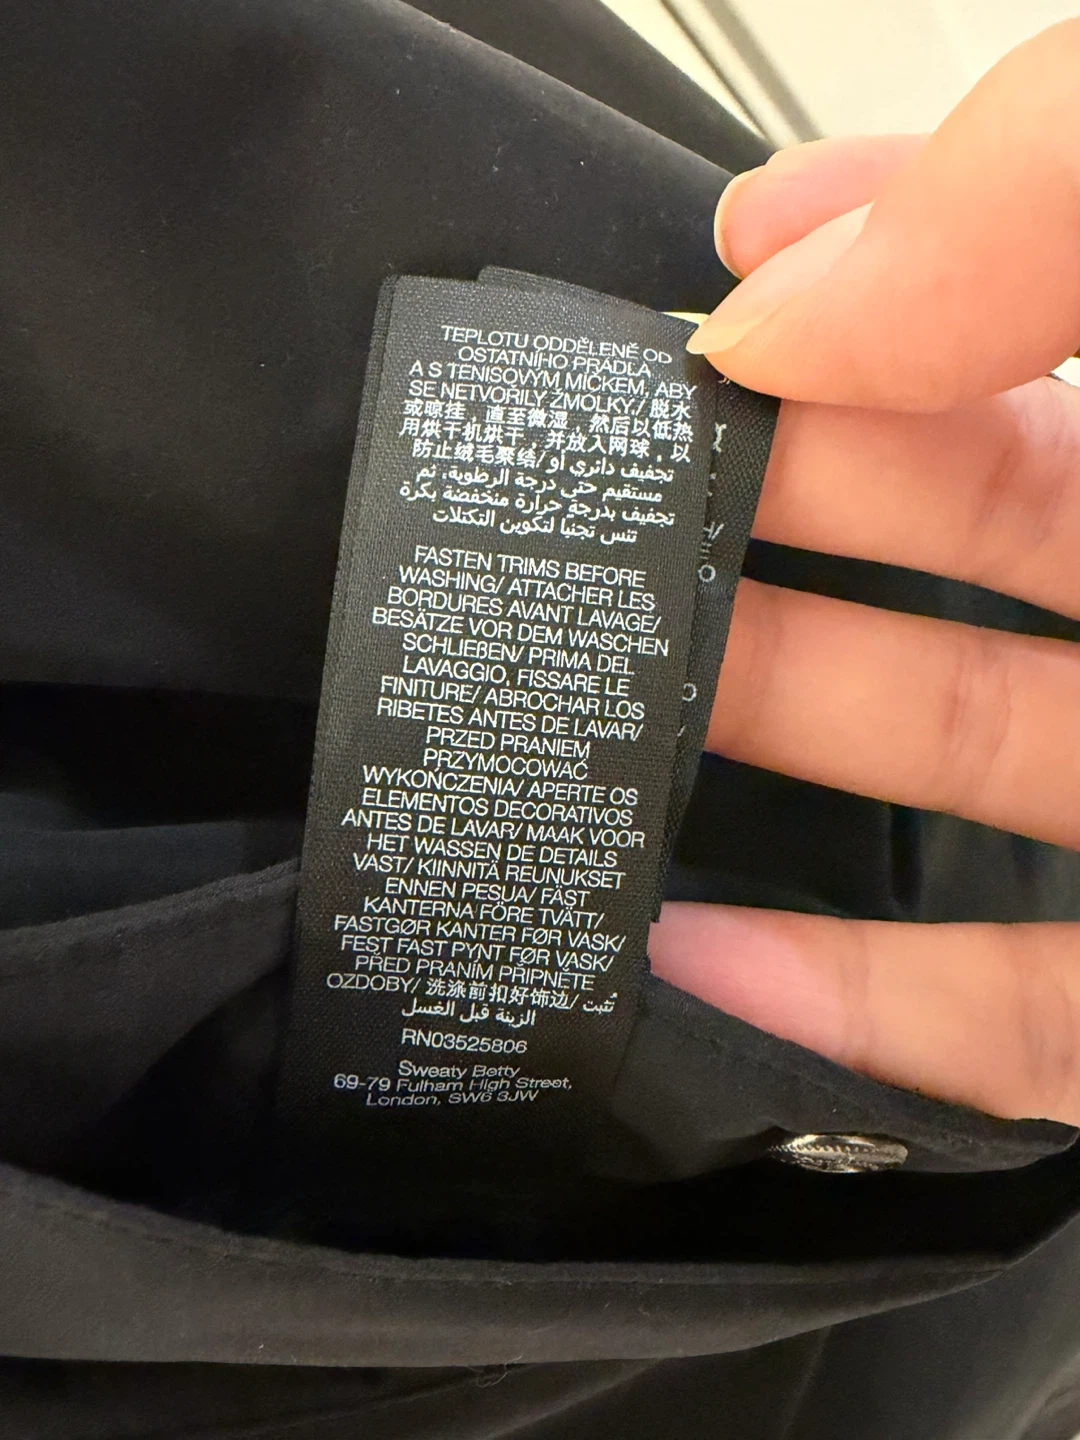 TEPLOTU ODDĚLENĚ OD
OSTATNÍHO PRÁDLA
A S TENISOVÝM MÍČKEM, ABY
SE NETVOŘILY ŽMOLKY/ 脱水
或晾挂，直至微湿，然后以低热
用烘干机烘干，并放入网球，以
防止绒毛聚结/ تجفيف دائري أو
مستقيم حتى درجة الرطوبة، ثم
تجفيف بدرجة حرارة منخفضة بكرة
تنس تجنبًا لتكوين التكتلات
FASTEN TRIMS BEFORE
WASHING/ ATTACHER LES
BORDURES AVANT LAVAGE/
BESÄTZE VOR DEM WASCHEN
SCHLIEßEN/ PRIMA DEL
LAVAGGIO, FISSARE LE
FINITURE/ ABROCHAR LOS
RIBETES ANTES DE LAVAR/
PRZED PRANIEM
PRZYMOCOWAĆ
WYKOŃCZENIA/ APERTE OS
ELEMENTOS DECORATIVOS
ANTES DE LAVAR/ MAAK VOOR
HET WASSEN DE DETAILS
VAST/ KIINNITÄ REUNUKSET
ENNEN PESUA/ FÄST
KANTERNA FÖRE TVÄTT/
FASTGØR KANTER FØR VASK/
FEST FAST PYNT FØR VASK/
PŘED PRANÍM PŘIPNĚTE
OZDOBY/ 洗涤前扣好饰边/ تُثبت
الزينة قبل الغسل
RN03525806
Sweaty Betty
69-79 Fulham High Street,
London, SW6 3JW